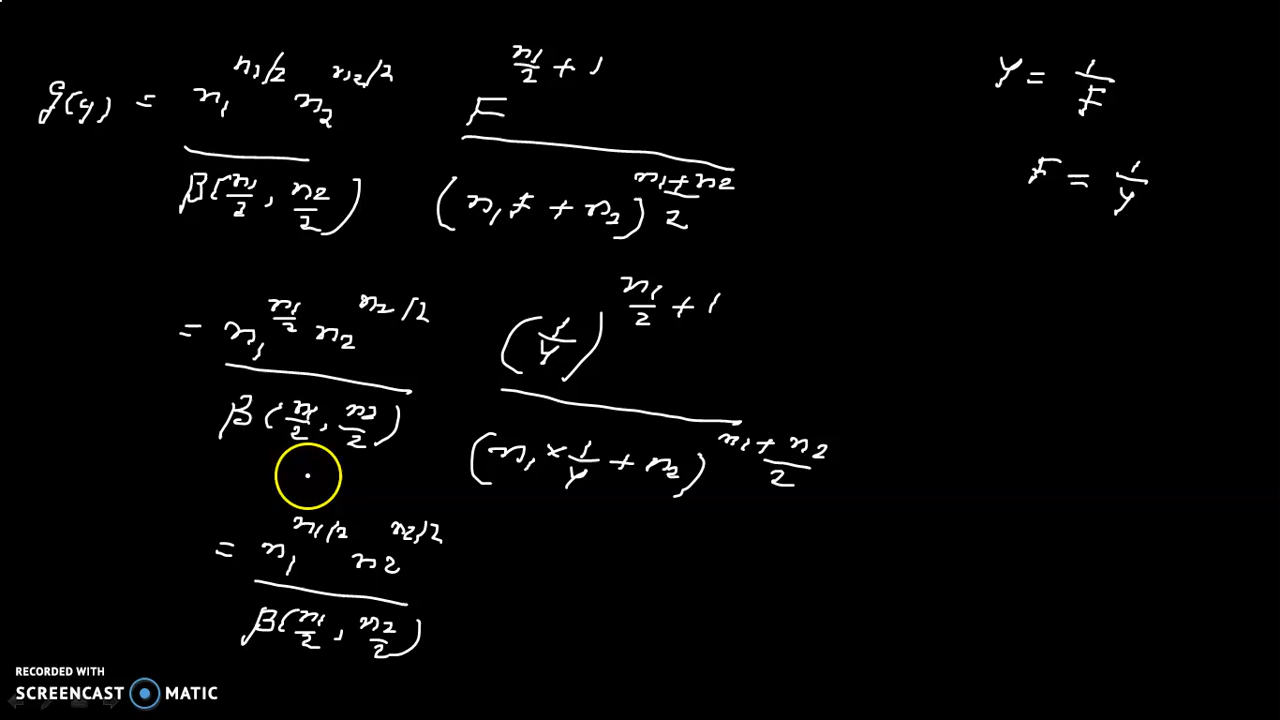 g(y) = n₁^(n₁/2) n₂^(n₂/2) / β(n₁/2, n₂/2) F^(n₁/2 + 1) / (n₁F + n₂)^((n₁+n₂)/2)
Y = 1/F
F = 1/Y
= n₁^(n₁/2) n₂^(n₂/2) / β(n₁/2, n₂/2) (1/Y)^(n₁/2 + 1) / (n₁ × 1/Y + n₂)^((n₁+n₂)/2)
= n₁^(n₁/2) n2^(n₂/2) / β(n₁/2, n₂/2)
RECORDED WITH
SCREENCAST MATIC